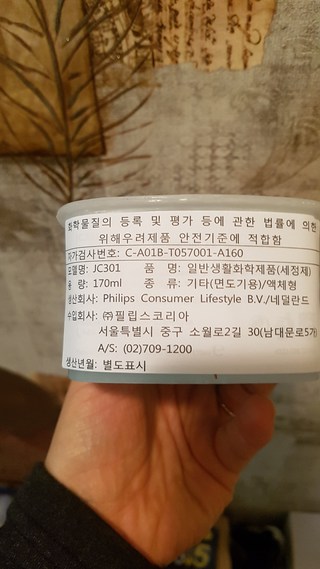 화학물질의 등록 및 평가 등에 관한 법률에 의한
위해우려제품 안전기준에 적합함
자가검사번호: C-A01B-T057001-A160
모델명: JC301 품 명: 일반생활화학제품(세정제)
용 량: 170ml 종 류: 기타(면도기용)/액체형
생산회사: Philips Consumer Lifestyle B.V./네덜란드
수입회사: ㈜필립스코리아
서울특별시 중구 소월로2길 30(남대문로5가)
A/S: (02)709-1200
생산년월: 별도표시